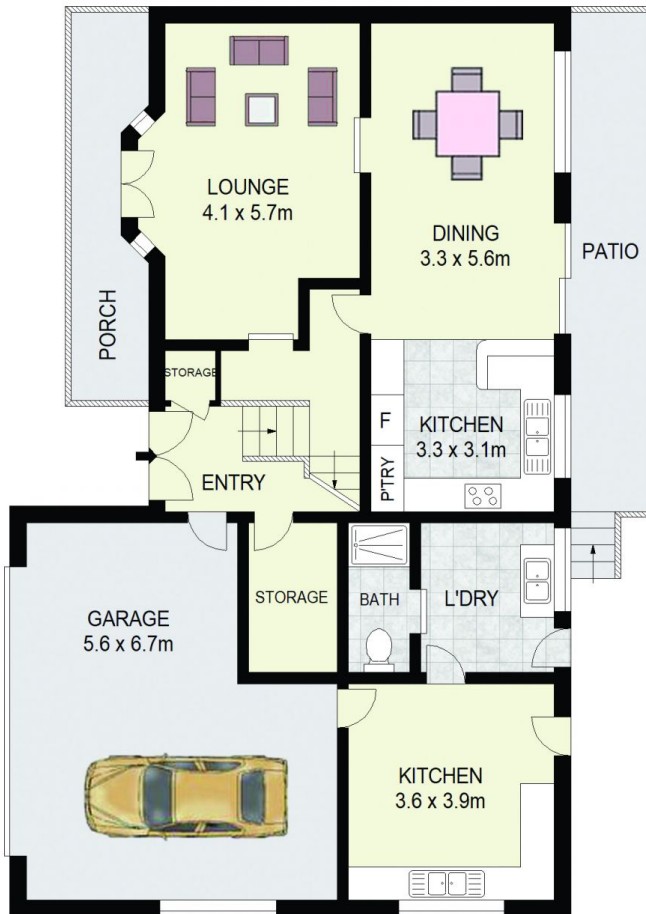 LOUNGE
4.1 x 5.7m
DINING
3.3 x 5.6m
PATIO
PORCH
STORAGE
KITCHEN
3.3 x 3.1m
F
P'TRY
ENTRY
GARAGE
5.6 x 6.7m
STORAGE
BATH
L'DRY
KITCHEN
3.6 x 3.9m